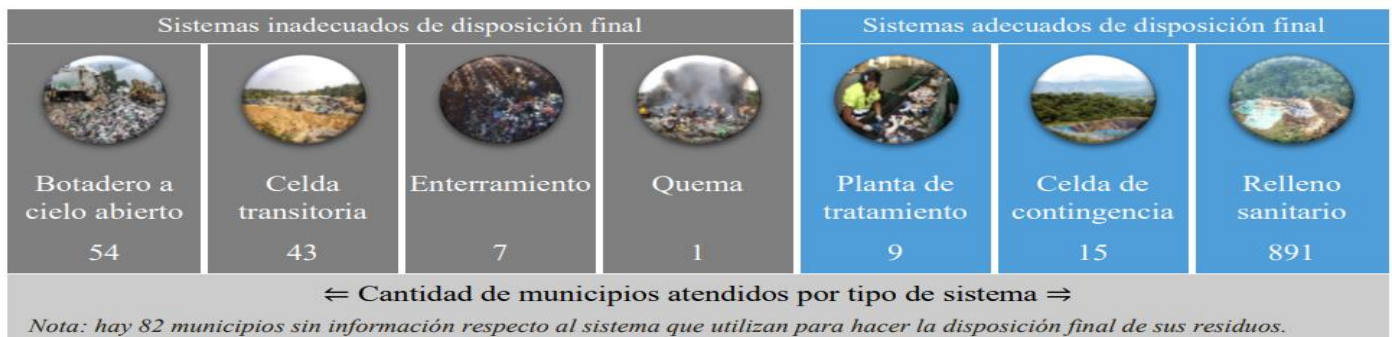 Sistemas inadecuados de disposición final
Sistemas adecuados de disposición final
Botadero a
cielo abierto
54
Celda
transitoria
43
Enterramiento
7
Quema
1
Planta de
tratamiento
9
Celda de
contingencia
15
Relleno
sanitario
891
⇐ Cantidad de municipios atendidos por tipo de sistema ⇒
Nota: hay 82 municipios sin información respecto al sistema que utilizan para hacer la disposición final de sus residuos.